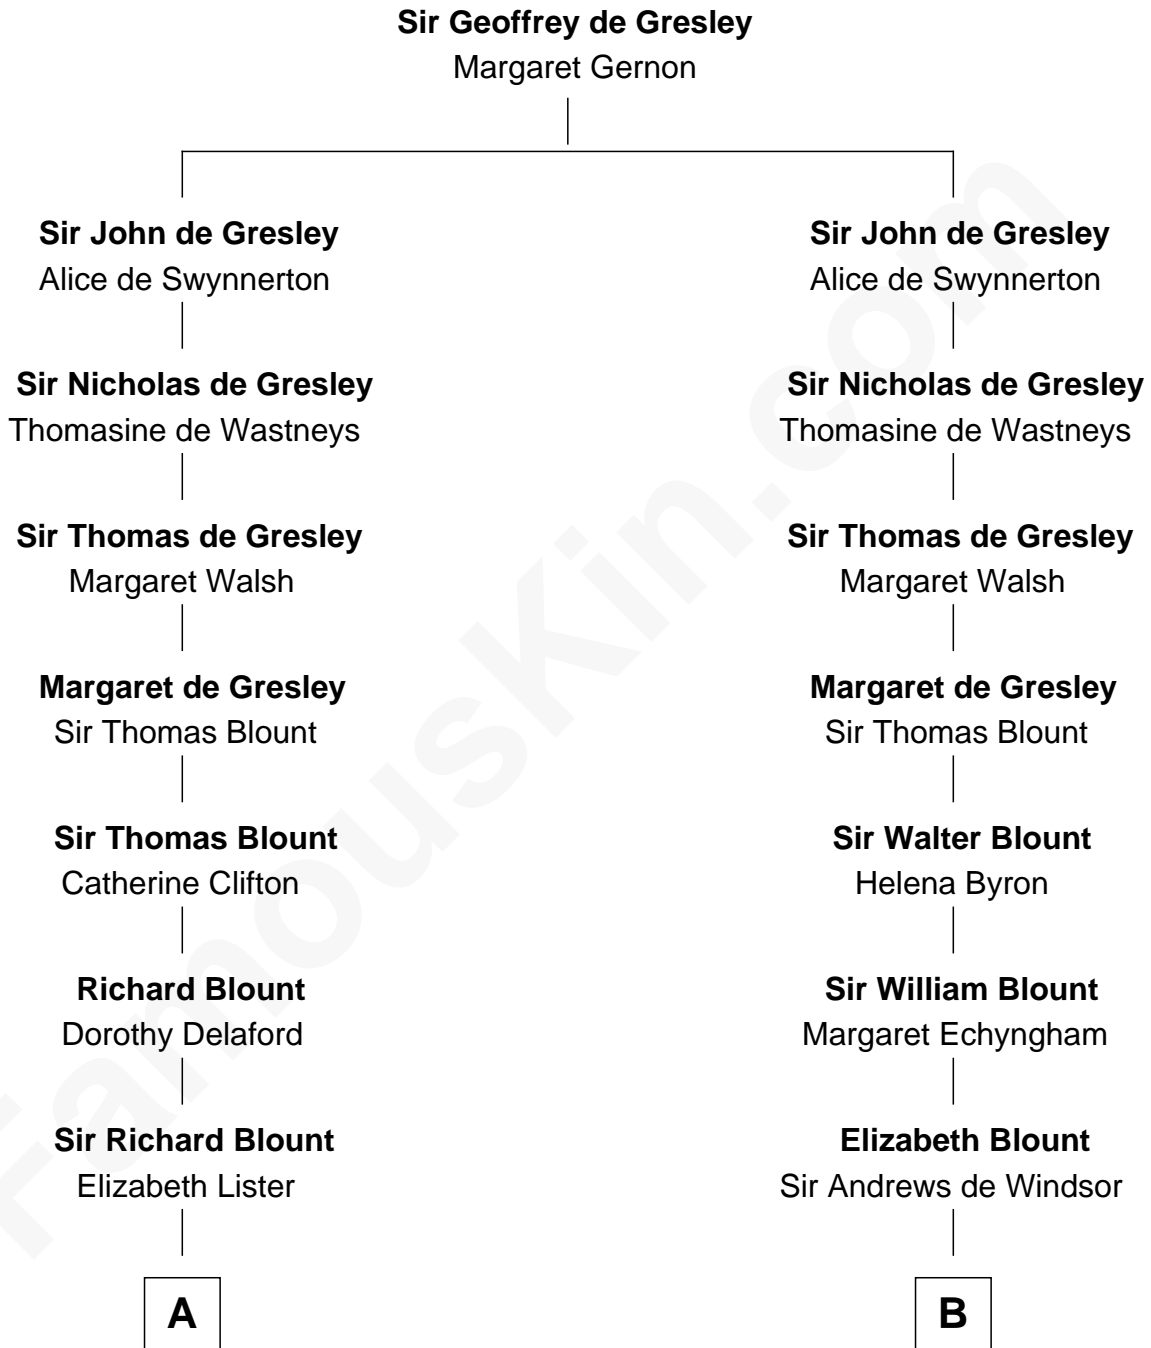 Sir Geoffrey de Gresley
Margaret Gernon
Sir John de Gresley
Alice de Swynnerton
Sir Nicholas de Gresley
Thomasine de Wastneys
Sir Thomas de Gresley
Margaret Walsh
Margaret de Gresley
Sir Thomas Blount
Sir Thomas Blount
Catherine Clifton
Richard Blount
Dorothy Delaford
Sir Richard Blount
Elizabeth Lister
A
Sir John de Gresley
Alice de Swynnerton
Sir Nicholas de Gresley
Thomasine de Wastneys
Sir Thomas de Gresley
Margaret Walsh
Margaret de Gresley
Sir Thomas Blount
Sir Walter Blount
Helena Byron
Sir William Blount
Margaret Echyngham
Elizabeth Blount
Sir Andrews de Windsor
B
FamousKin.com